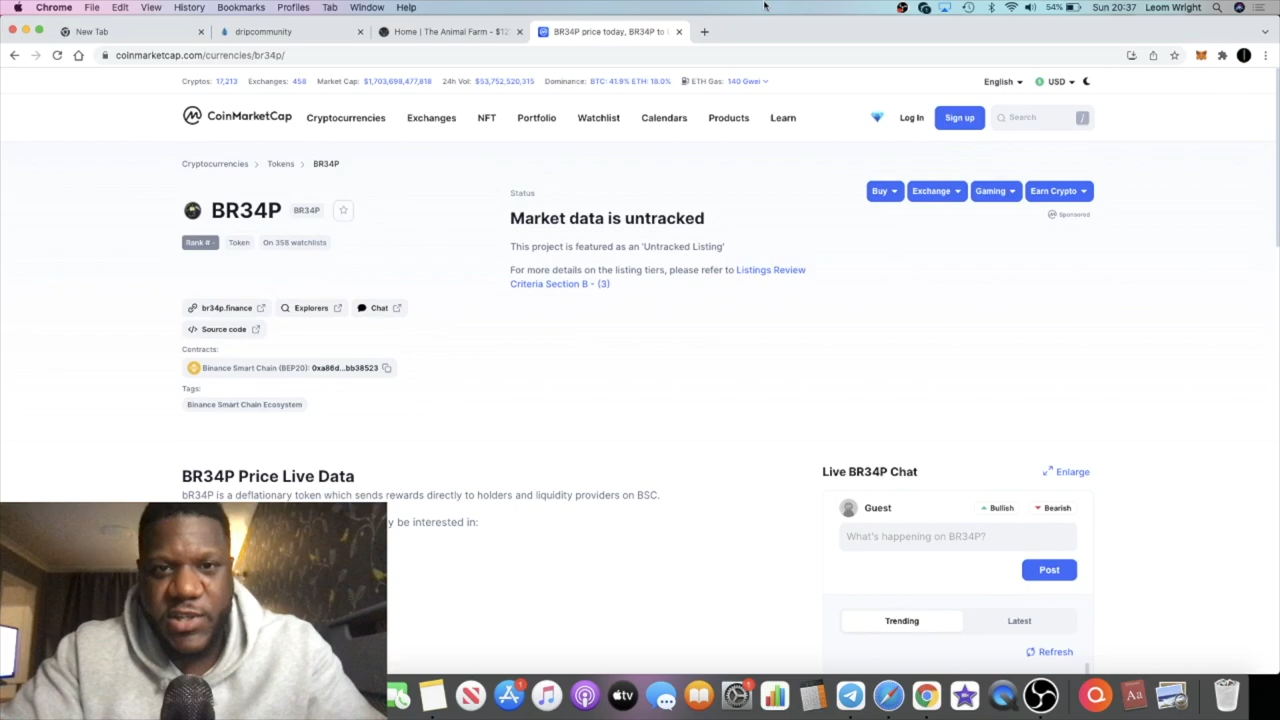 Chrome File Edit View History Bookmarks Profiles Tab Window Help
54% Sun 20:37 Leom Wright
New Tab
dripcommunity
Home | The Animal Farm - $12
BR34P price today, BR34P to
coinmarketcap.com/currencies/br34p/
Cryptos: 17,213 Exchanges: 458 Market Cap: $1,703,698,477,818 24h Vol: $53,752,520,315 Dominance: BTC: 41.9% ETH: 18.0% ETH Gas: 140 Gwei
English USD
CoinMarketCap
Cryptocurrencies Exchanges NFT Portfolio Watchlist Calendars Products Learn
Log In Sign up Search /
Cryptocurrencies > Tokens > BR34P
BR34P BR34P
Rank # - Token On 358 watchlists
Status
Market data is untracked
This project is featured as an 'Untracked Listing'
For more details on the listing tiers, please refer to Listings Review
Criteria Section B - (3)
Buy Exchange Gaming Earn Crypto
Sponsored
br34p.finance Explorers Chat
Source code
Contracts:
Binance Smart Chain (BEP20): 0xa86d...bb38523
Tags:
Binance Smart Chain Ecosystem
BR34P Price Live Data
bR34P is a deflationary token which sends rewards directly to holders and liquidity providers on BSC.
y be interested in:
Live BR34P Chat
Enlarge
Guest
Bullish Bearish
What's happening on BR34P?
Post
Trending Latest
Refresh
tv